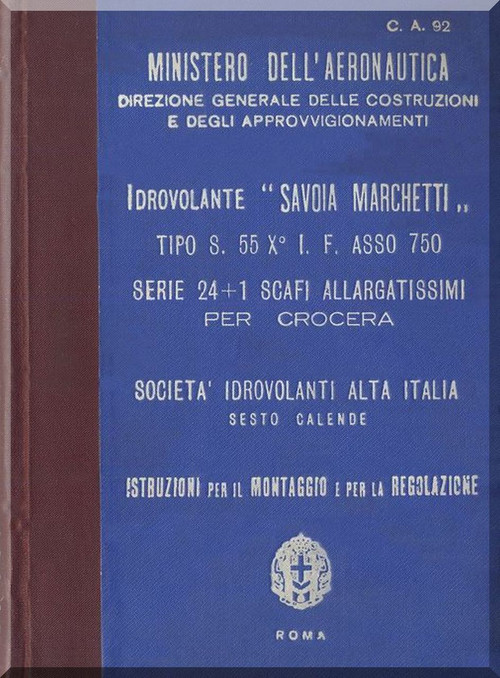 C. A. 92
MINISTERO DELL'AERONAUTICA
DIREZIONE GENERALE DELLE COSTRUZIONI
E DEGLI APPROVVIGIONAMENTI
IDROVOLANTE “ SAVOIA MARCHETTI „
TIPO S. 55 X° I. F. ASSO 750
SERIE 24+1 SCAFI ALLARGATISSIMI
PER CROCERA
SOCIETA' IDROVOLANTI ALTA ITALIA
SESTO CALENDE
ISTRUZIONI PER IL MONTAGGIO E PER LA REGOLAZIONE
ROMA